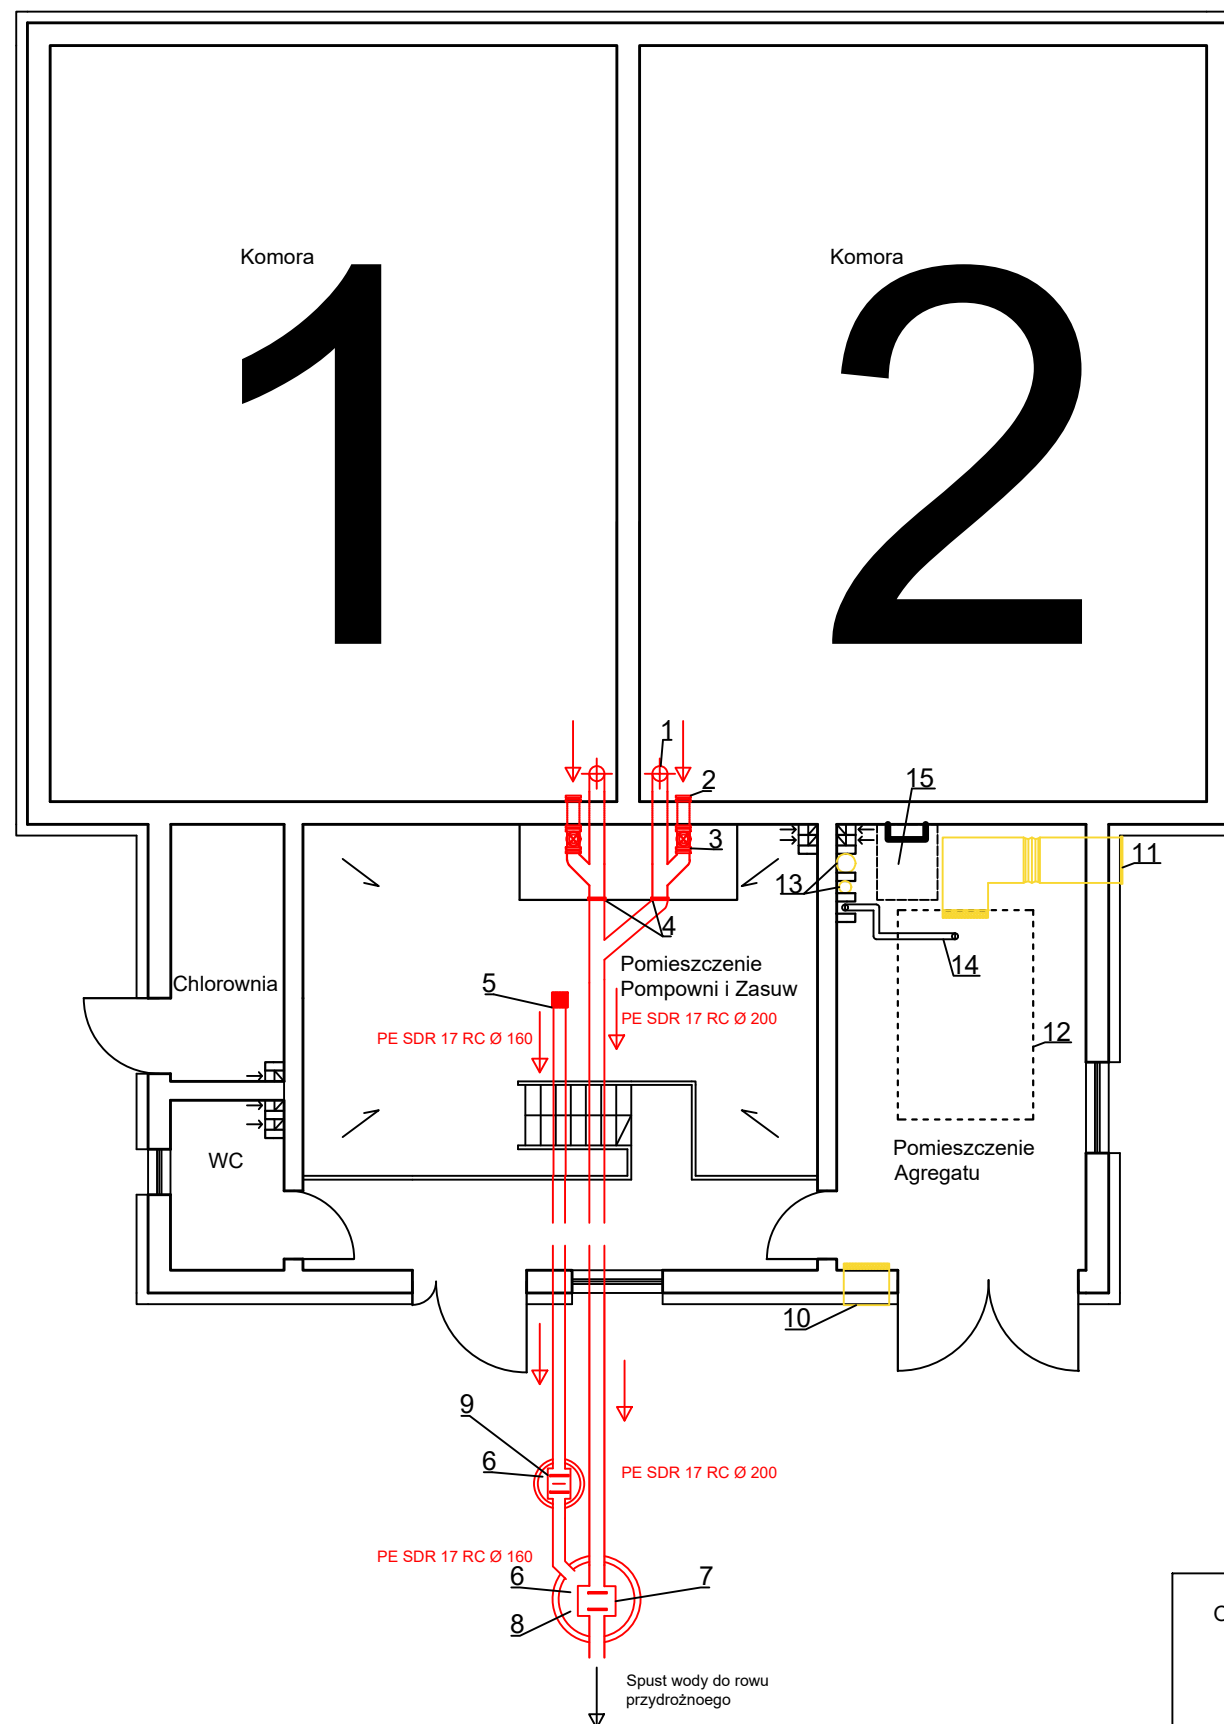 Komora
Komora
1
2
1
2
3
15
11
13
4
14
Pomieszczenie
Pompowni i Zasuw
Chlorownia
5
PE SDR 17 RC Ø 200
PE SDR 17 RC Ø 160
12
Pomieszczenie
Agregatu
WC
10
9
6
PE SDR 17 RC Ø 200
PE SDR 17 RC Ø 160
6
7
8
Spust wody do rowu
przydrożnoego